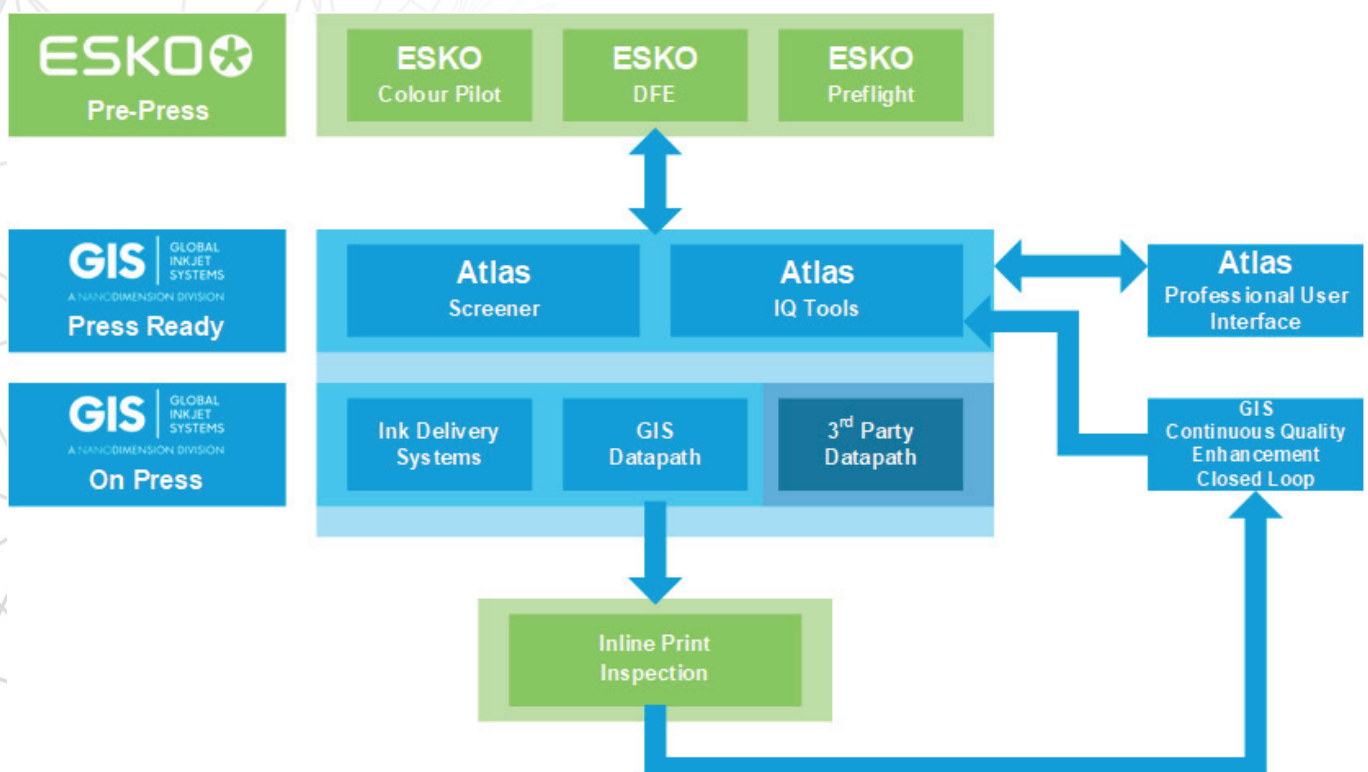 ESKO
Pre-Press
ESKO
Colour Pilot
ESKO
DFE
ESKO
Preflight
GIS
GLOBAL
INKJET
SYSTEMS
A NANODIMENSION DIVISION
Press Ready
Atlas
Screener
Atlas
IQ Tools
Atlas
Professional User
Interface
GIS
GLOBAL
INKJET
SYSTEMS
A NANODIMENSION DIVISION
On Press
Ink Delivery
Systems
GIS
Datapath
3rd Party
Datapath
GIS
Continuous Quality
Enhancement
Closed Loop
Inline Print
Inspection